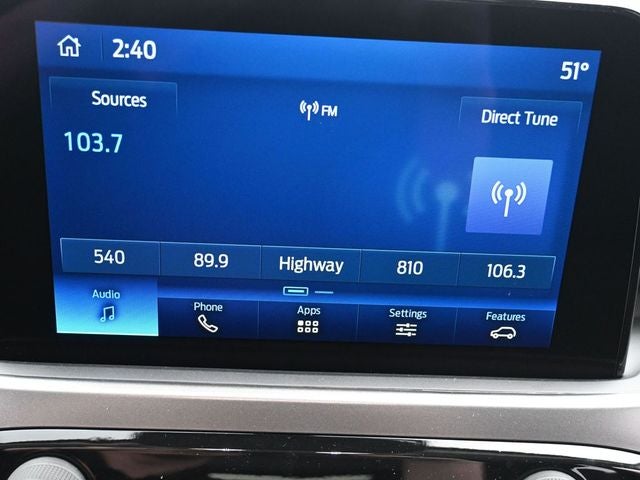 2:40
51°
Sources
FM
Direct Tune
103.7
540 89.9 Highway 810 106.3
Audio Phone Apps Settings Features